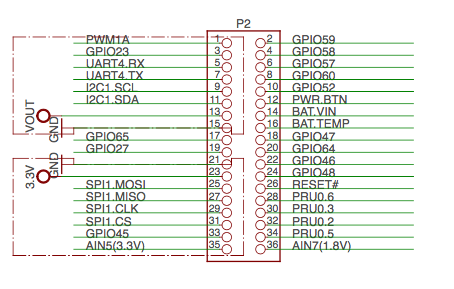 P2
PWM1A 1 2 GPIO59
GPIO23 3 4 GPIO58
UART4.RX 5 6 GPIO57
UART4.TX 7 8 GPIO60
I2C1.SCL 9 10 GPIO52
I2C1.SDA 11 12 PWR.BTN
VOUT 13 14 BAT.VIN
GND 15 16 BAT.TEMP
GPIO65 17 18 GPIO47
GPIO27 19 20 GPIO64
GND 21 22 GPIO46
3.3V 23 24 GPIO48
SPI1.MOSI 25 26 RESET#
SPI1.MISO 27 28 PRU0.6
SPI1.CLK 29 30 PRU0.3
SPI1.CS 31 32 PRU0.2
GPIO45 33 34 PRU0.5
AIN5(3.3V) 35 36 AIN7(1.8V)